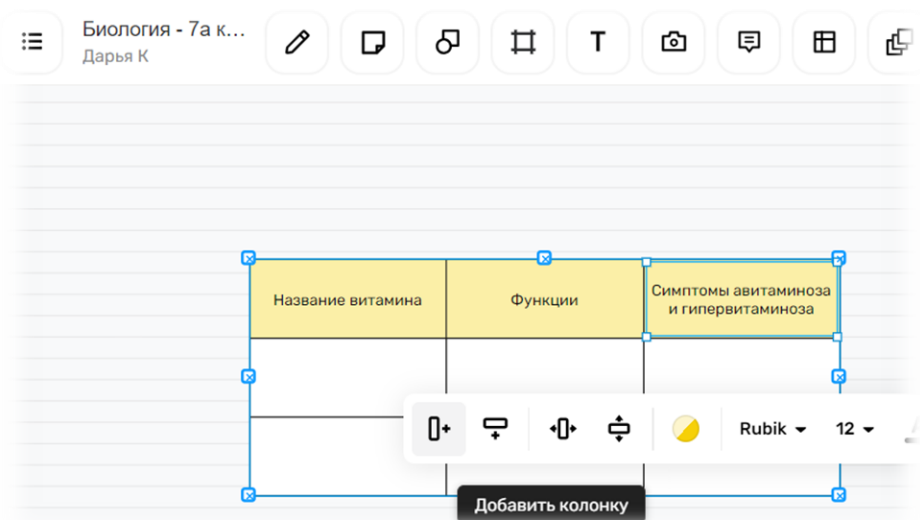 Биология - 7а к...
Дарья К
T
Название витамина
Функции
Симптомы авитаминоза
и гипервитаминоза
Rubik
12
Добавить колонку